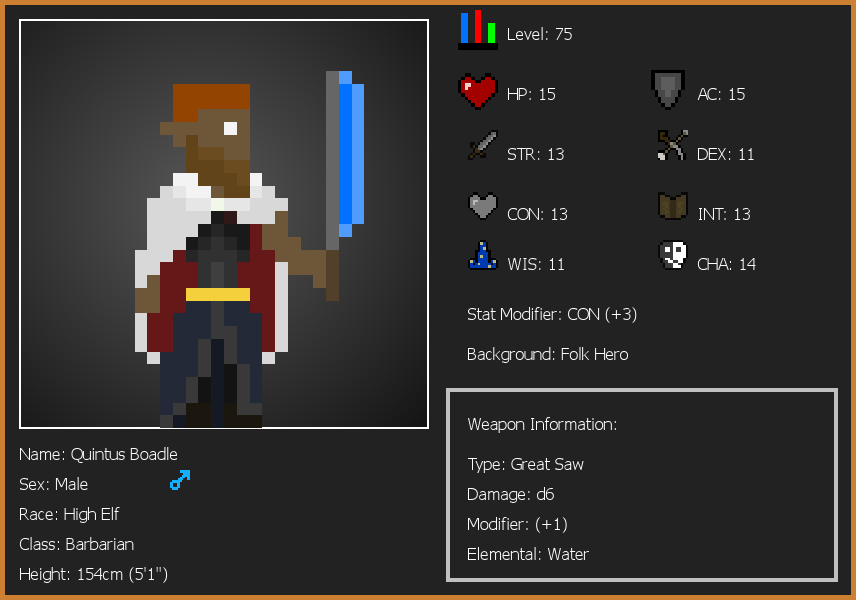 Level: 75
HP: 15
AC: 15
STR: 13
DEX: 11
CON: 13
INT: 13
WIS: 11
CHA: 14
Stat Modifier: CON (+3)
Background: Folk Hero
Weapon Information:
Type: Great Saw
Damage: d6
Modifier: (+1)
Elemental: Water
Name: Quintus Boadle
Sex: Male
Race: High Elf
Class: Barbarian
Height: 154cm (5'1")